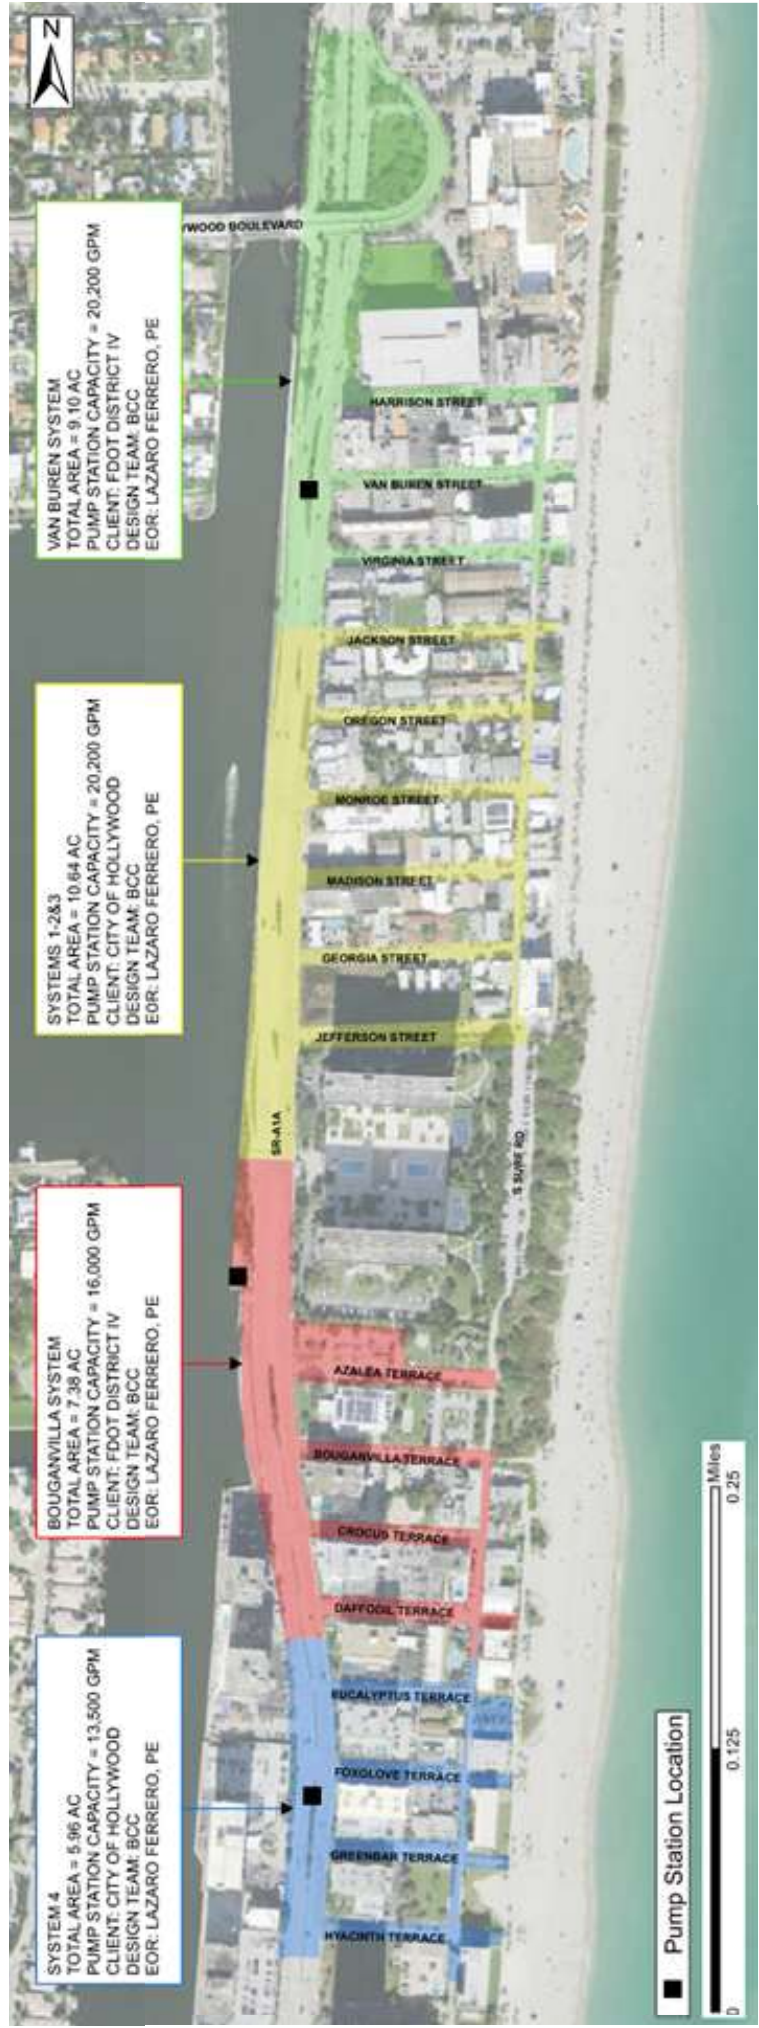 N
YWOOD BOULEVARD
VAN BUREN SYSTEM
TOTAL AREA = 9.10 AC
PUMP STATION CAPACITY = 20,200 GPM
CLIENT: FDOT DISTRICT IV
DESIGN TEAM: BCC
EOR: LAZARO FERRERO, PE
HARRISON STREET
VAN BUREN STREET
VIRGINIA STREET
JACKSON STREET
OREGON STREET
MONROE STREET
MADISON STREET
GEORGIA STREET
JEFFERSON STREET
SYSTEMS 1-2&3
TOTAL AREA = 10.64 AC
PUMP STATION CAPACITY = 20,200 GPM
CLIENT: CITY OF HOLLYWOOD
DESIGN TEAM: BCC
EOR: LAZARO FERRERO, PE
SR-A1A
S SURF RD
BOUGANVILLA SYSTEM
TOTAL AREA = 7.38 AC
PUMP STATION CAPACITY = 16,000 GPM
CLIENT: FDOT DISTRICT IV
DESIGN TEAM: BCC
EOR: LAZARO FERRERO, PE
AZALEA TERRACE
BOUGANVILLA TERRACE
CROCUS TERRACE
DAFFODIL TERRACE
EUCALYPTUS TERRACE
FOXGLOVE TERRACE
GREENBAR TERRACE
HYACINTH TERRACE
SYSTEM 4
TOTAL AREA = 5.96 AC
PUMP STATION CAPACITY = 13,500 GPM
CLIENT: CITY OF HOLLYWOOD
DESIGN TEAM: BCC
EOR: LAZARO FERRERO, PE
Pump Station Location
Miles
0 0.125 0.25